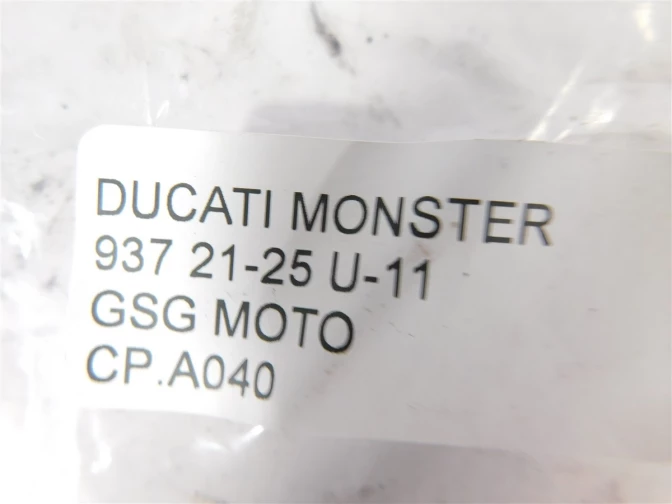 DUCATI MONSTER
937 21-25 U-11
GSG MOTO
CP.A040